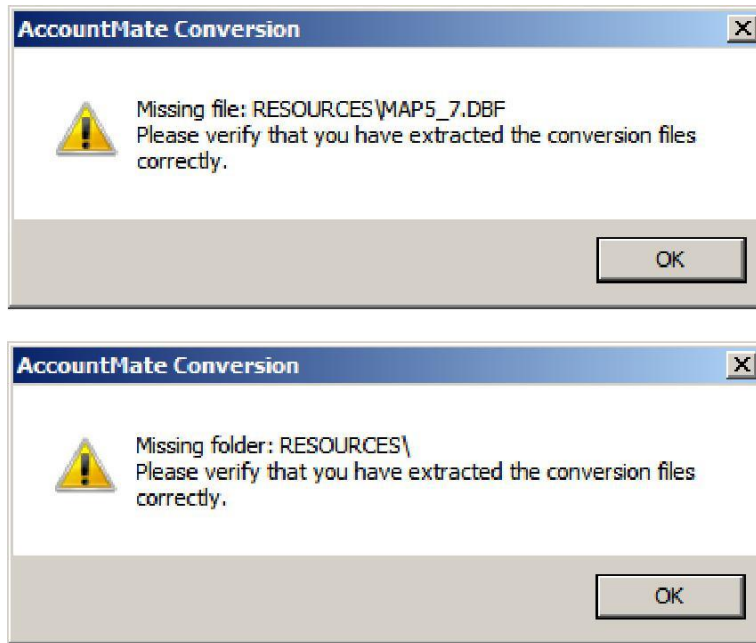 AccountMate Conversion
Missing file: RESOURCES\MAP5_7.DBF
Please verify that you have extracted the conversion files
correctly.
OK
AccountMate Conversion
Missing folder: RESOURCES\
Please verify that you have extracted the conversion files
correctly.
OK